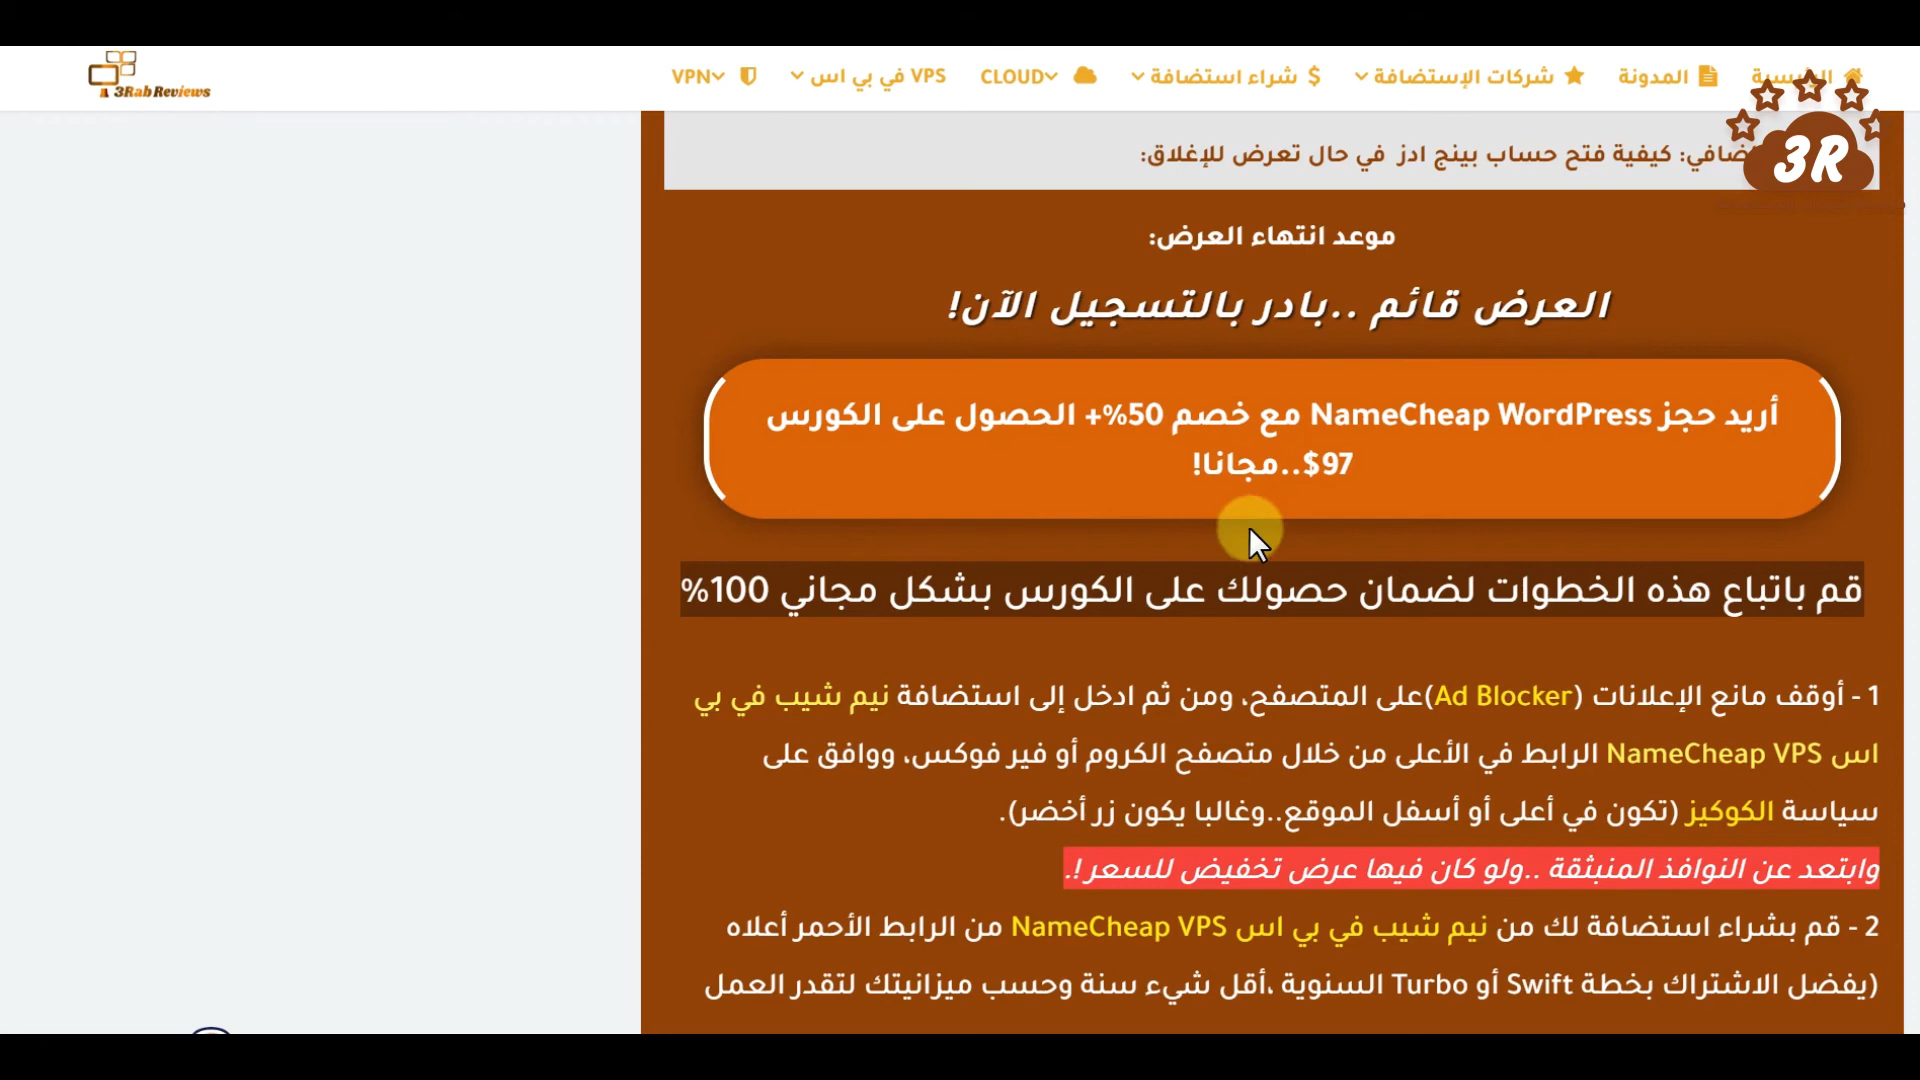 3Rab Reviews
المدونة
شركات الإستضافة
شراء استضافة
CLOUD
VPS في بي اس
VPN
3R
كيفية فتح حساب بينج ادز في حال تعرض للإغلاق:
موعد انتهاء العرض:
العرض قائم ..بادر بالتسجيل الآن!
أريد حجز NameCheap WordPress مع خصم 50%+ الحصول على الكورس
97$..مجانا!
قم باتباع هذه الخطوات لضمان حصولك على الكورس بشكل مجاني 100%
1 - أوقف مانع الإعلانات (Ad Blocker)على المتصفح، ومن ثم ادخل إلى استضافة نيم شيب في بي
اس NameCheap VPS الرابط في الأعلى من خلال متصفح الكروم أو فير فوكس، ووافق على
سياسة الكوكيز (تكون في أعلى أو أسفل الموقع..وغالبا يكون زر أخضر).
وابتعد عن النوافذ المنبثقة ..ولو كان فيها عرض تخفيض للسعر !.
2 - قم بشراء استضافة لك من نيم شيب في بي اس NameCheap VPS من الرابط الأحمر أعلاه
(يفضل الاشتراك بخطة Swift أو Turbo السنوية ،أقل شيء سنة وحسب ميزانيتك لتقدر العمل